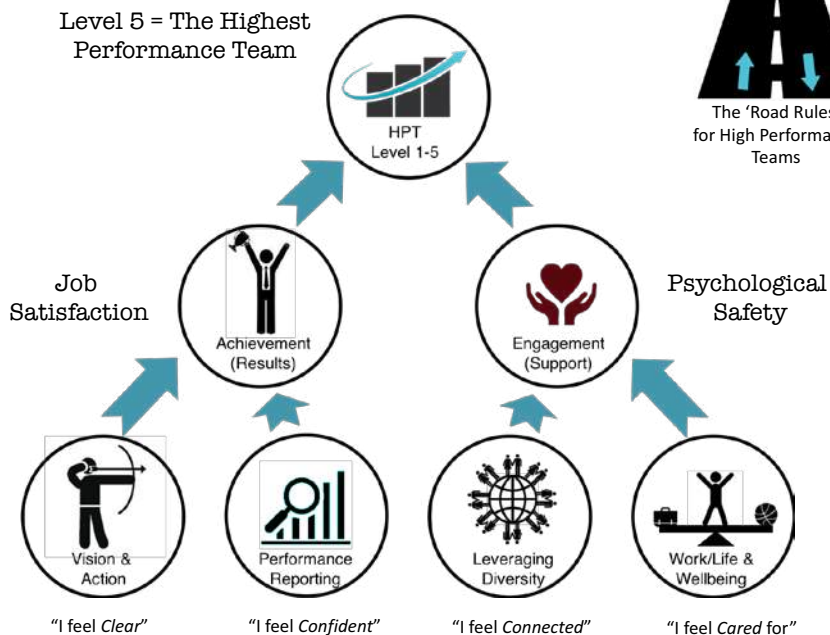 Level 5 = The Highest
Performance Team
HPT
Level 1-5
The ‘Road Rules
for High Performa
Teams
Job
Satisfaction
Achievement
(Results)
Engagement
(Support)
Psychological
Safety
Vision &
Action
Performance
Reporting
Leveraging
Diversity
Work/Life &
Wellbeing
“I feel Clear”
“I feel Confident”
“I feel Connected”
“I feel Cared for”